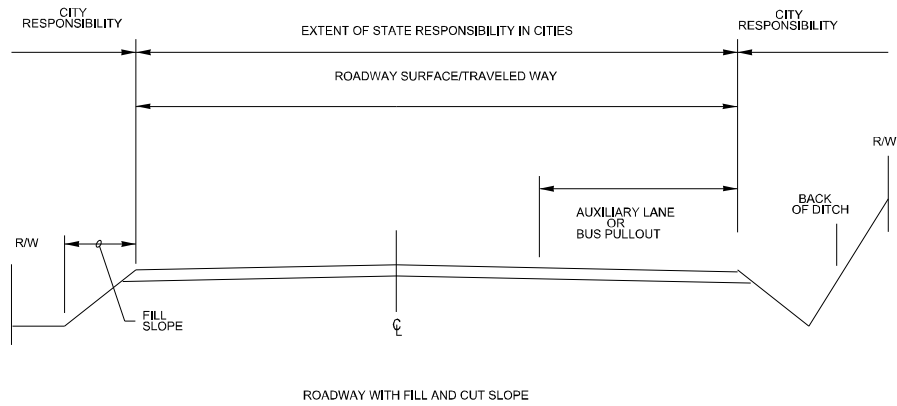 CITY
RESPONSIBILITY
EXTENT OF STATE RESPONSIBILITY IN CITIES
CITY
RESPONSIBILITY
ROADWAY SURFACE/TRAVELED WAY
R/W
AUXILIARY LANE
OR
BUS PULLOUT
BACK
OF DITCH
R/W
FILL
SLOPE
℄
ROADWAY WITH FILL AND CUT SLOPE